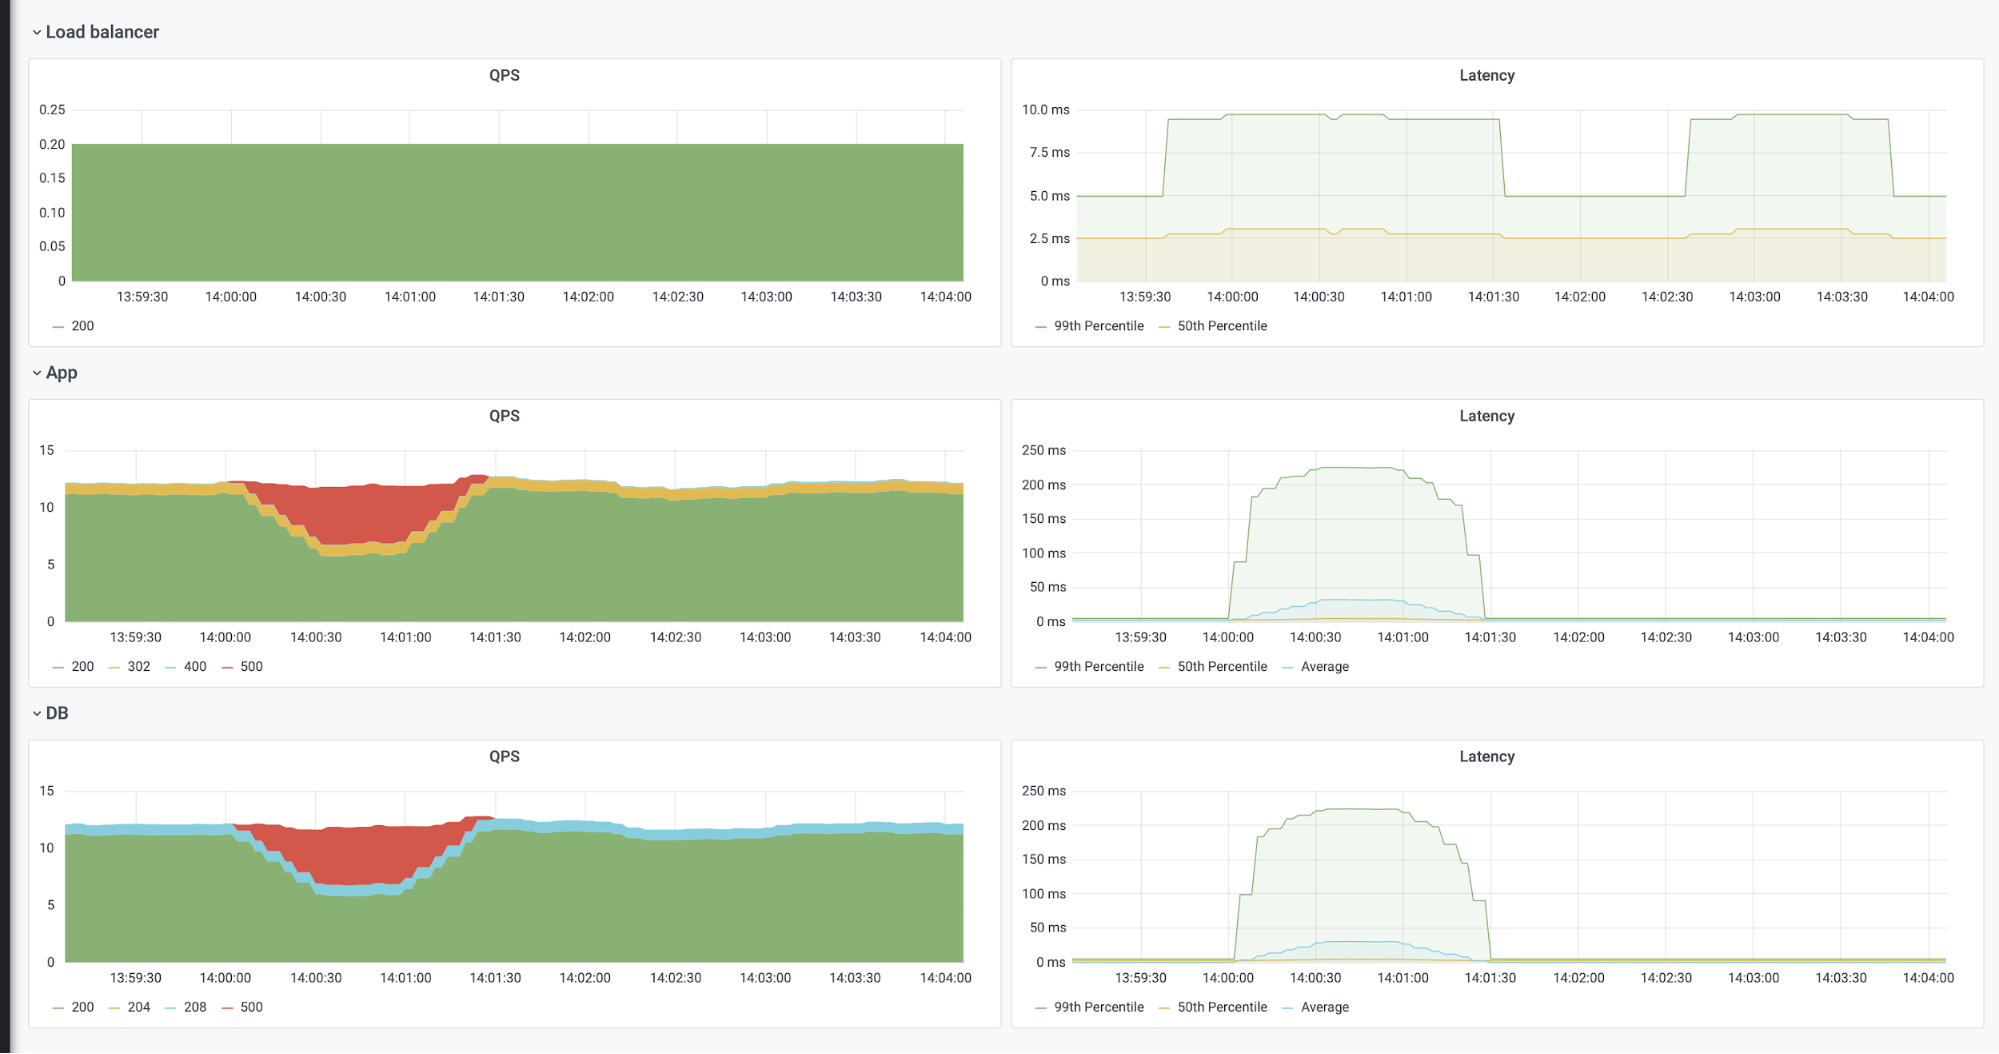 Load balancer
QPS
0.25
0.20
0.15
0.10
0.05
0
13:59:30 14:00:00 14:00:30 14:01:00 14:01:30 14:02:00 14:02:30 14:03:00 14:03:30 14:04:00
200
Latency
10.0 ms
7.5 ms
5.0 ms
2.5 ms
0 ms
13:59:30 14:00:00 14:00:30 14:01:00 14:01:30 14:02:00 14:02:30 14:03:00 14:03:30 14:04:00
99th Percentile 50th Percentile
App
QPS
15
10
5
0
13:59:30 14:00:00 14:00:30 14:01:00 14:01:30 14:02:00 14:02:30 14:03:00 14:03:30 14:04:00
200 302 400 500
Latency
250 ms
200 ms
150 ms
100 ms
50 ms
0 ms
13:59:30 14:00:00 14:00:30 14:01:00 14:01:30 14:02:00 14:02:30 14:03:00 14:03:30 14:04:00
99th Percentile 50th Percentile Average
DB
QPS
15
10
5
0
13:59:30 14:00:00 14:00:30 14:01:00 14:01:30 14:02:00 14:02:30 14:03:00 14:03:30 14:04:00
200 204 208 500
Latency
250 ms
200 ms
150 ms
100 ms
50 ms
0 ms
13:59:30 14:00:00 14:00:30 14:01:00 14:01:30 14:02:00 14:02:30 14:03:00 14:03:30 14:04:00
99th Percentile 50th Percentile Average